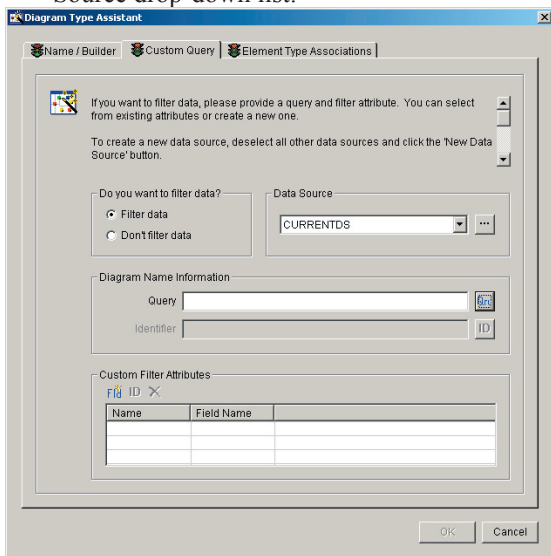 Source drop-down list.
Diagram Type Assistant
Name / Builder Custom Query Element Type Associations
If you want to filter data, please provide a query and filter attribute. You can select
from existing attributes or create a new one.
To create a new data source, deselect all other data sources and click the 'New Data
Source' button.
Do you want to filter data? Data Source
Filter data
CURRENTDS ...
Don't filter data
Diagram Name Information
Query
Identifier ID
Custom Filter Attributes
Fld ID
Name Field Name
OK Cancel